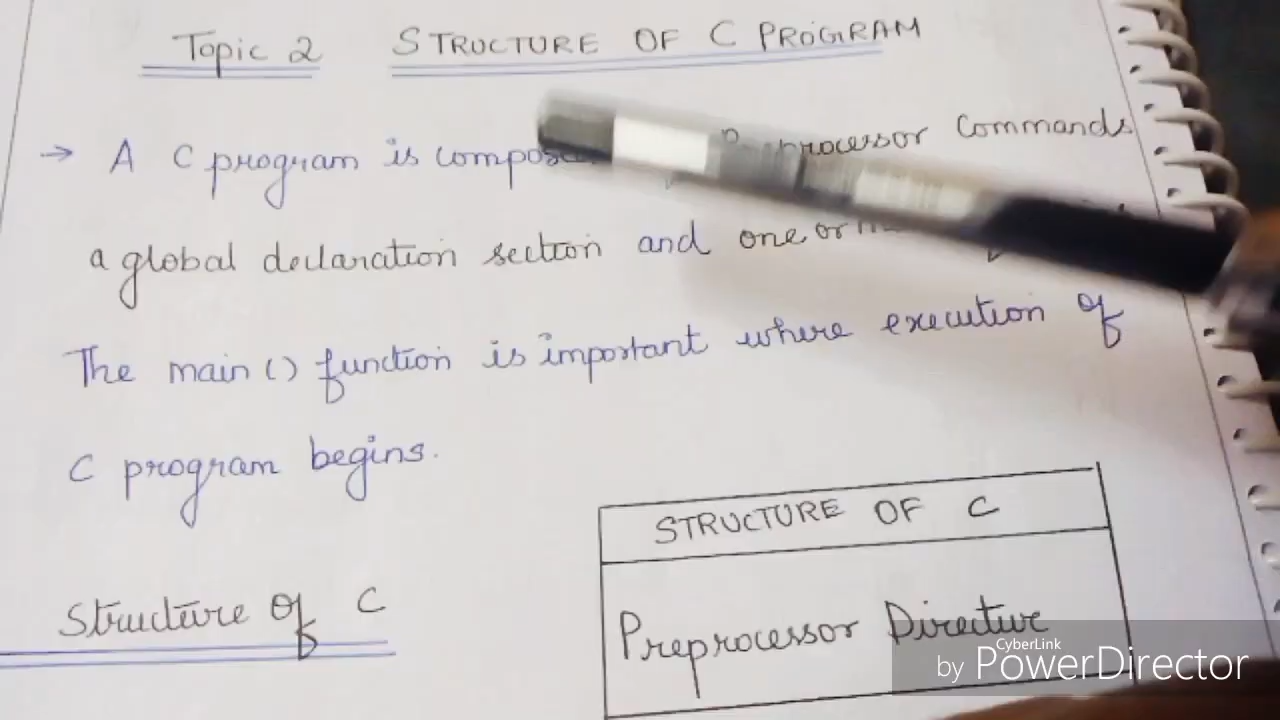 Topic 2 STRUCTURE OF C PROGRAM
→ A C program is Preprocessor Commands
a global declaration section and one or
The main () function is important where execution of
C program begins.
STRUCTURE OF C
Structure of C
Preprocessor Directive
CyberLink
by PowerDirector